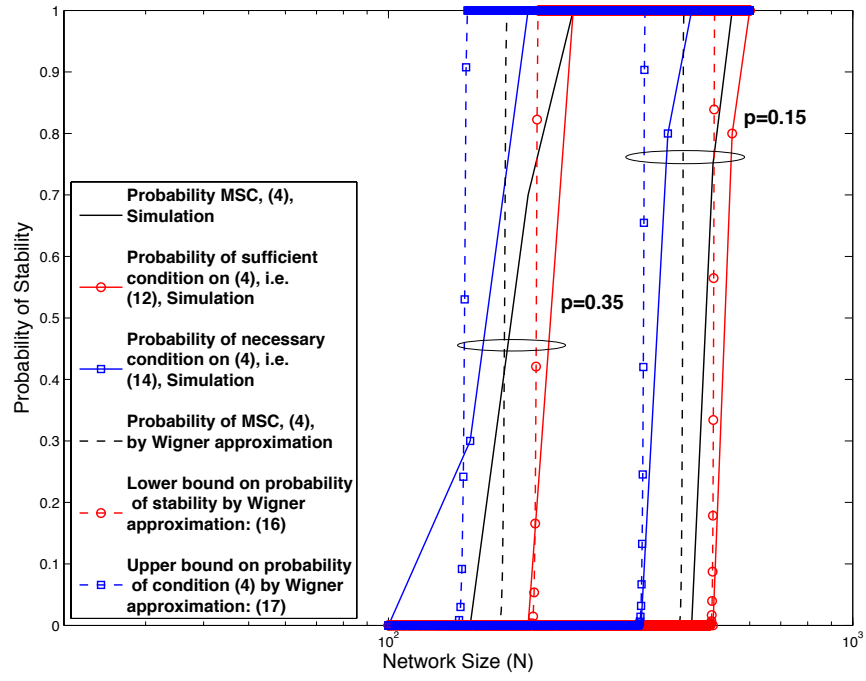 1
0.9
0.8
0.7
0.6
0.5
0.4
0.3
0.2
0.1
0
Probability of Stability
Probability MSC, (4),
Simulation
Probability of sufficient
condition on (4), i.e.
(12), Simulation
Probability of necessary
condition on (4), i.e.
(14), Simulation
Probability of MSC, (4),
by Wigner approximation
Lower bound on probability
of stability by Wigner
approximation: (16)
Upper bound on probability
of condition (4) by Wigner
approximation: (17)
p=0.15
p=0.35
10^2
10^3
Network Size (N)